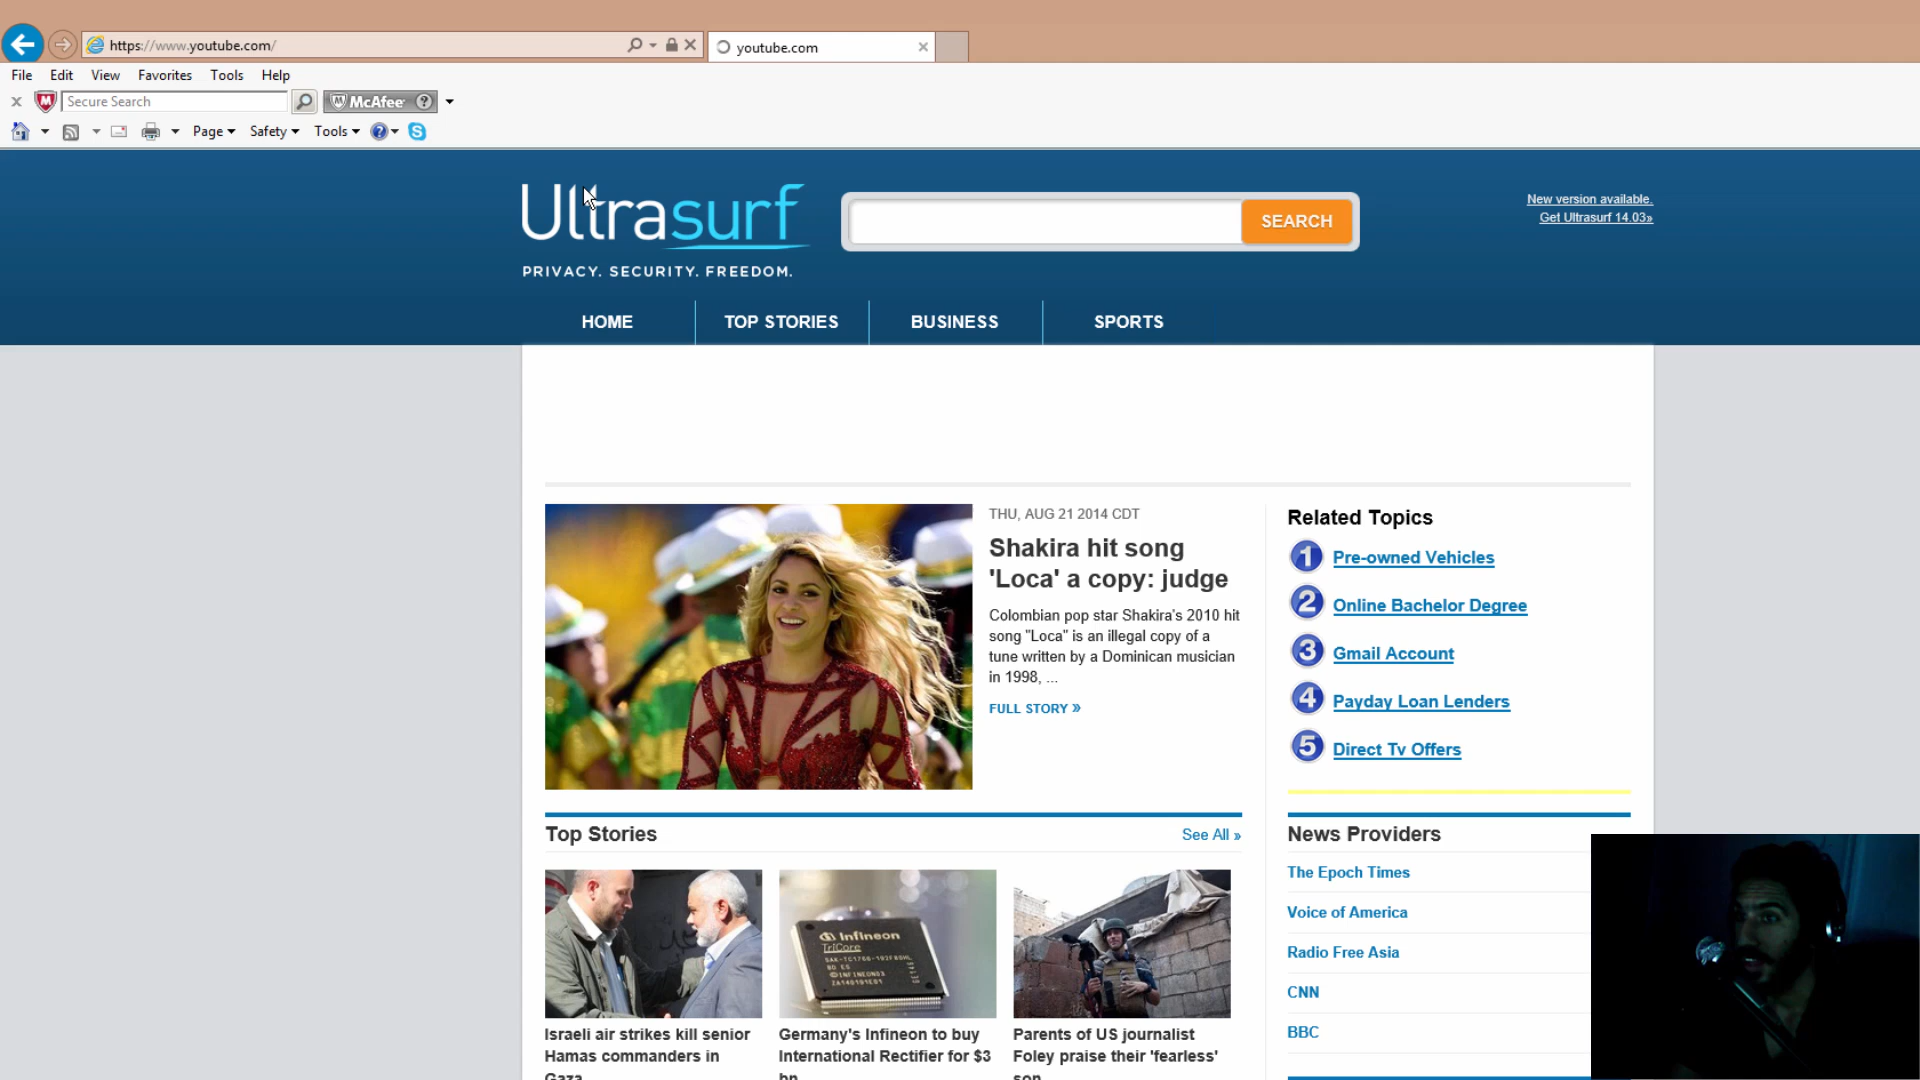 https://www.youtube.com/
youtube.com
File Edit View Favorites Tools Help
Secure Search
McAfee
Page Safety Tools
Ultrasurf
PRIVACY. SECURITY. FREEDOM.
SEARCH
New version available.
Get Ultrasurf 14.03»
HOME TOP STORIES BUSINESS SPORTS
THU, AUG 21 2014 CDT
Shakira hit song
'Loca' a copy: judge
Colombian pop star Shakira's 2010 hit
song "Loca" is an illegal copy of a
tune written by a Dominican musician
in 1998, ...
FULL STORY »
Related Topics
1 Pre-owned Vehicles
2 Online Bachelor Degree
3 Gmail Account
4 Payday Loan Lenders
5 Direct Tv Offers
Top Stories
See All »
Infineon
TriCore
Israeli air strikes kill senior
Hamas commanders in
Gaza
Germany's Infineon to buy
International Rectifier for $3
bn
Parents of US journalist
Foley praise their 'fearless'
son
News Providers
The Epoch Times
Voice of America
Radio Free Asia
CNN
BBC